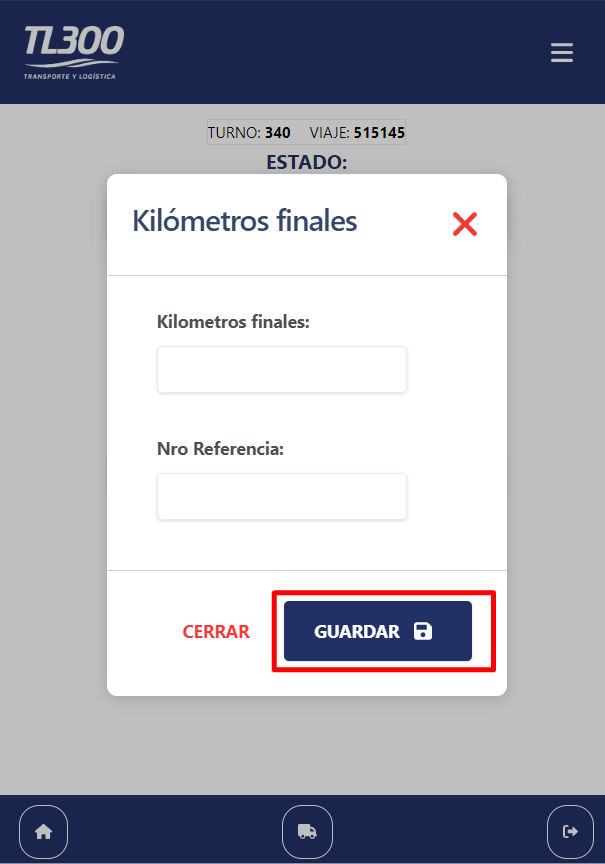 TL300
TRANSPORTE Y LOGÍSTICA
TURNO: 340 VIAJE: 515145
ESTADO:
Kilómetros finales
Kilometros finales:
Nro Referencia:
CERRAR
GUARDAR